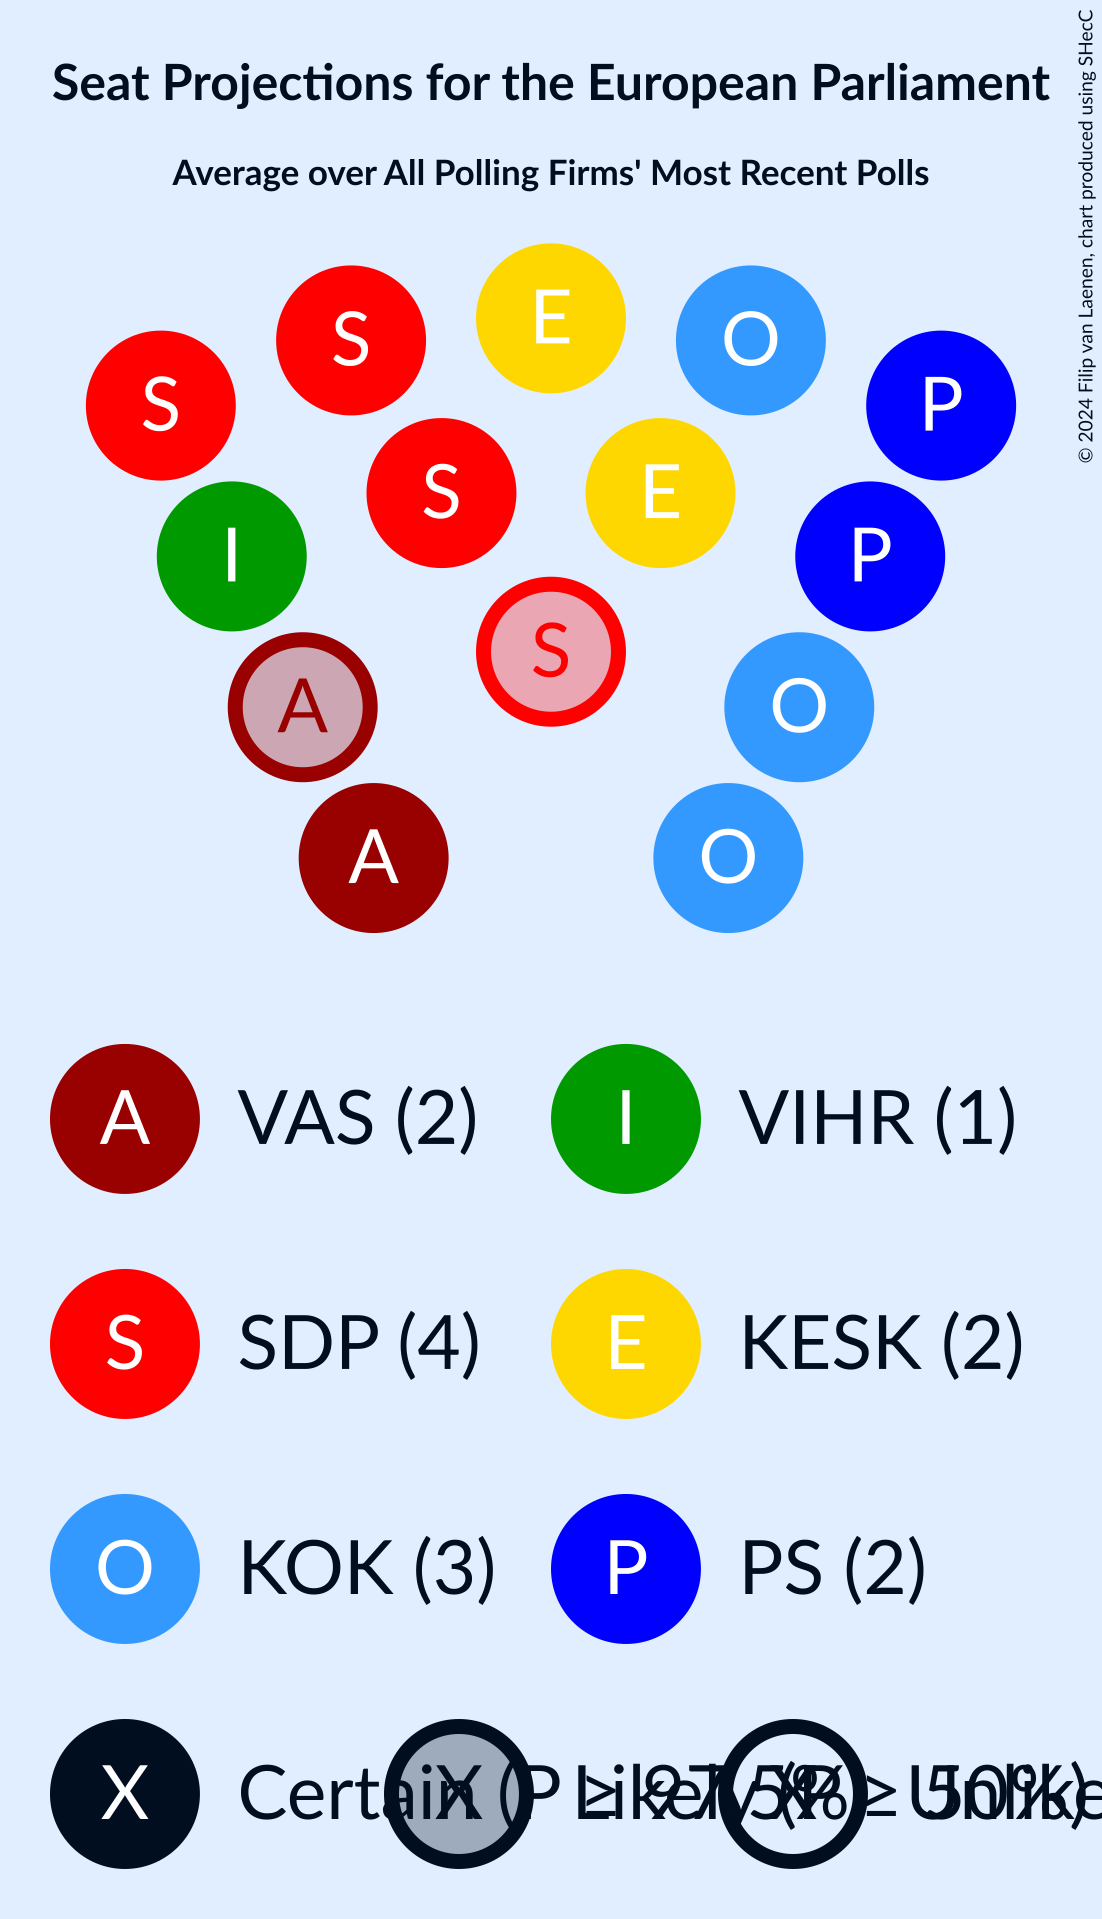 Seat Projections for the European Parliament
Average over All Polling Firms' Most Recent Polls
© 2024 Filip van Laenen, chart produced using SHecC
E
S
O
S
P
S
E
I
P
S
A
O
A
O
A VAS (2)
I VIHR (1)
S SDP (4)
E KESK (2)
O KOK (3)
P PS (2)
X Certain (P ≥ 97.5%)
X Likely (P ≥ 50%)
X